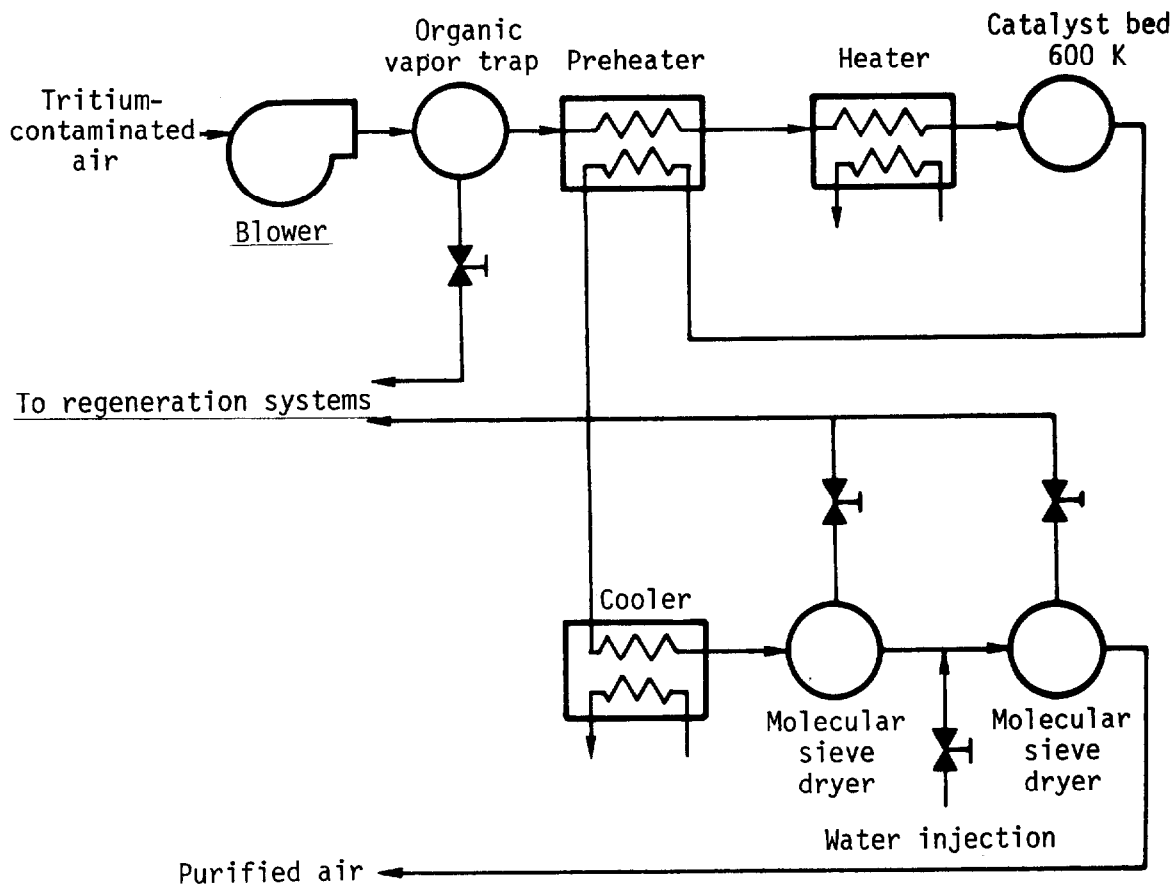 Organic
vapor trap
Preheater
Heater
Catalyst bed
600 K
Tritium-
contaminated
air
Blower
To regeneration systems
Cooler
Molecular
sieve
dryer
Molecular
sieve
dryer
Water injection
Purified air